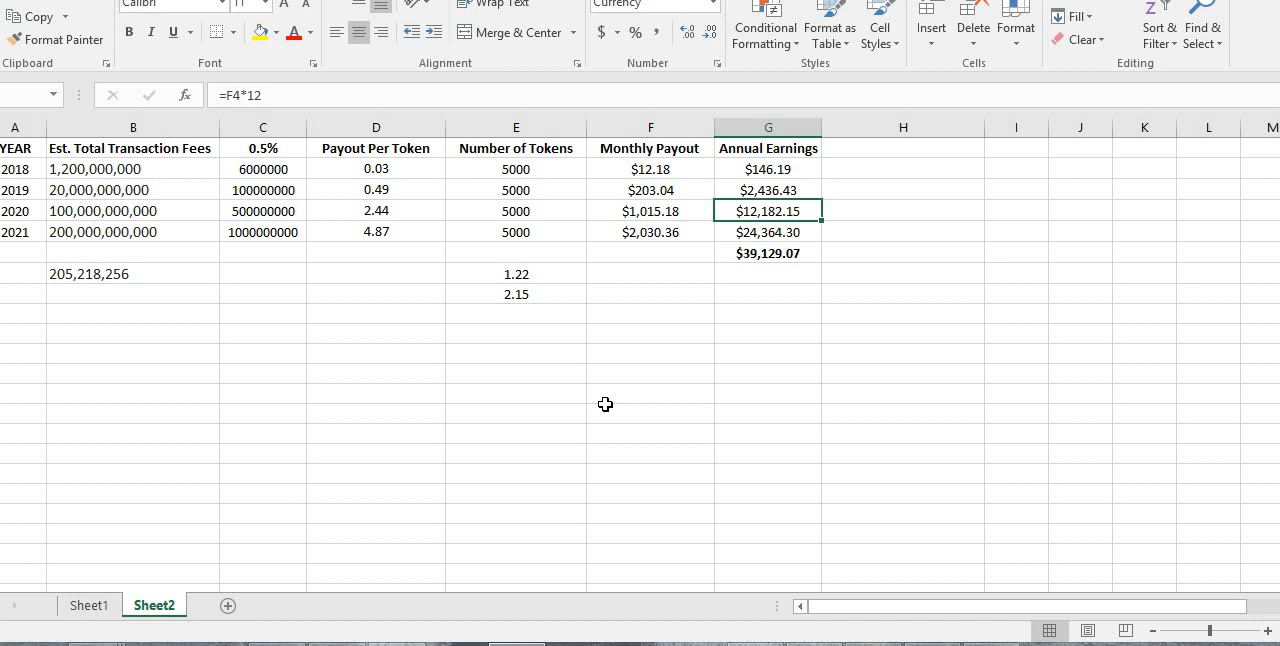 Calibri 11 A A Wrap Text Currency
Copy
Format Painter
B I U A Merge & Center $ % , .00
Conditional Formatting Format as Table Cell Styles Insert Delete Format Fill Clear Sort & Filter Find & Select
Clipboard Font Alignment Number Styles Cells Editing
fx =F4*12
A B C D E F G H I J K L M
YEAR Est. Total Transaction Fees 0.5% Payout Per Token Number of Tokens Monthly Payout Annual Earnings
2018 1,200,000,000 6000000 0.03 5000 $12.18 $146.19
2019 20,000,000,000 100000000 0.49 5000 $203.04 $2,436.43
2020 100,000,000,000 500000000 2.44 5000 $1,015.18 $12,182.15
2021 200,000,000,000 1000000000 4.87 5000 $2,030.36 $24,364.30
$39,129.07
205,218,256 1.22
2.15
Sheet1 Sheet2